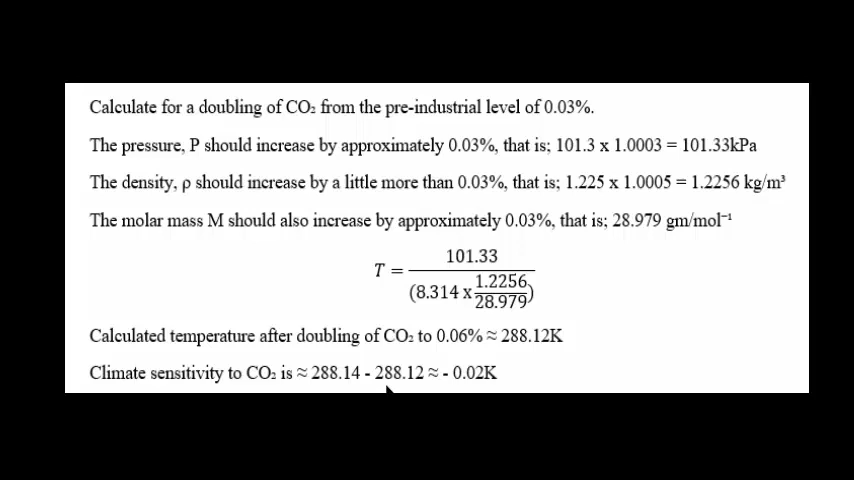 Calculate for a doubling of CO₂ from the pre-industrial level of 0.03%.
The pressure, P should increase by approximately 0.03%, that is; 101.3 x 1.0003 = 101.33kPa
The density, ρ should increase by a little more than 0.03%, that is; 1.225 x 1.0005 = 1.2256 kg/m³
The molar mass M should also increase by approximately 0.03%, that is; 28.979 gm/mol⁻¹
T = 101.33 / (8.314 x 1.2256 / 28.979)
Calculated temperature after doubling of CO₂ to 0.06% ≈ 288.12K
Climate sensitivity to CO₂ is ≈ 288.14 - 288.12 ≈ - 0.02K